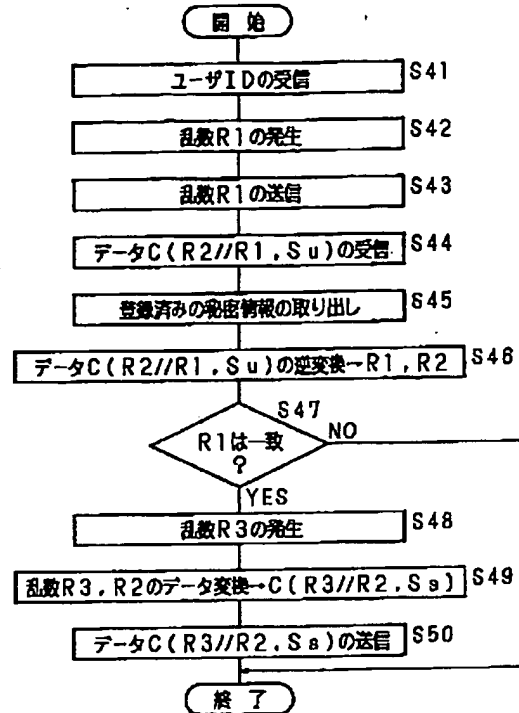 開 始
ユーザIDの受信 S41
乱数R1の発生 S42
乱数R1の送信 S43
データC(R2//R1,Su)の受信 S44
登録済みの秘密情報の取り出し S45
データC(R2//R1,Su)の逆変換→R1,R2 S46
S47
R1は一致 NO
?
YES
乱数R3の発生 S48
乱数R3,R2のデータ変換→C(R3//R2,Ss) S49
データC(R3//R2,Ss)の送信 S50
終 了